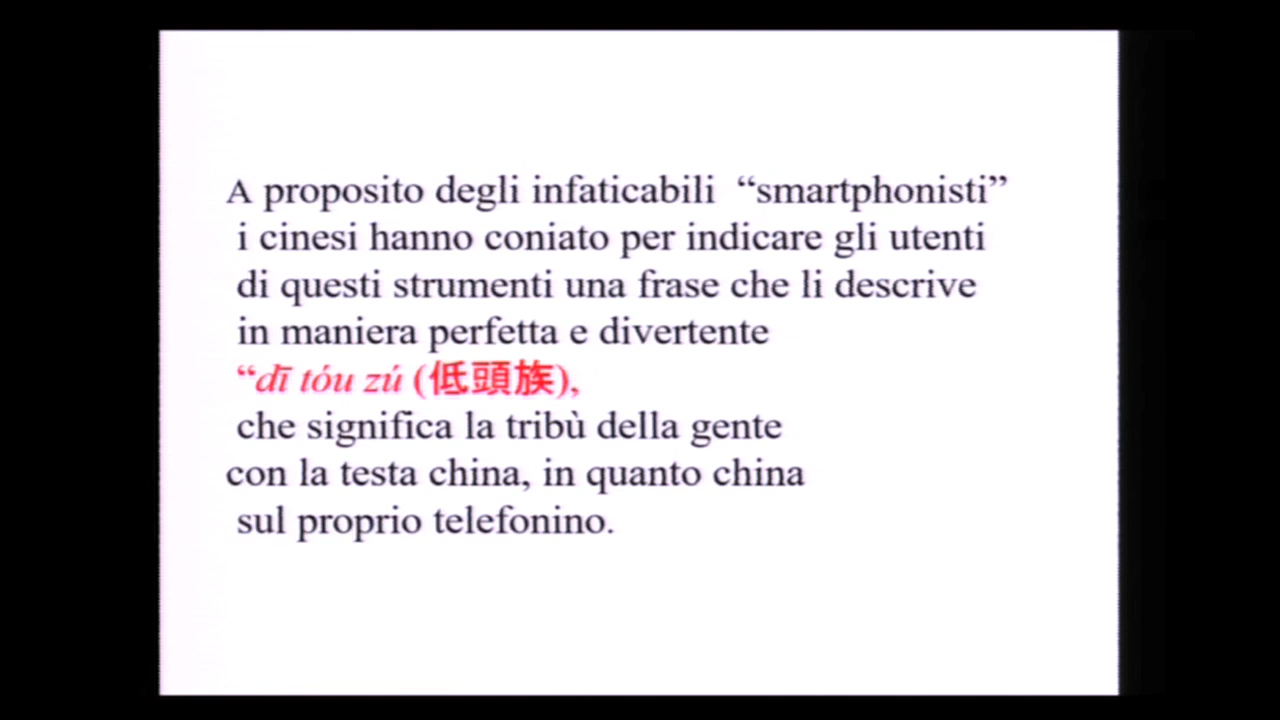 A proposito degli infaticabili “smartphonisti”
i cinesi hanno coniato per indicare gli utenti
di questi strumenti una frase che li descrive
in maniera perfetta e divertente
“dī tóu zú (低頭族),
che significa la tribù della gente
con la testa china, in quanto china
sul proprio telefonino.